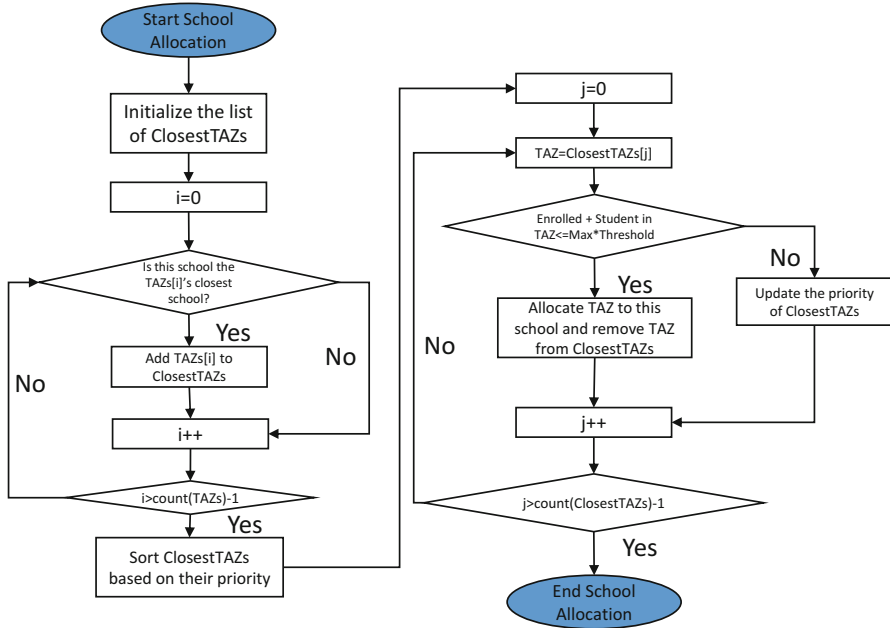 Start School
Allocation
Initialize the list
of ClosestTAZs
i=0
Is this school the
TAZs[i]'s closest
school?
Yes
No
Add TAZs[i] to
ClosestTAZs
i++
i>count(TAZs)-1
Yes
No
Sort ClosestTAZs
based on their priority
j=0
TAZ=ClosestTAZs[j]
Enrolled + Student in
TAZ<=Max*Threshold
No
Yes
Update the priority
of ClosestTAZs
Allocate TAZ to this
school and remove TAZ
from ClosestTAZs
j++
j>count(ClosestTAZs)-1
No
Yes
End School
Allocation